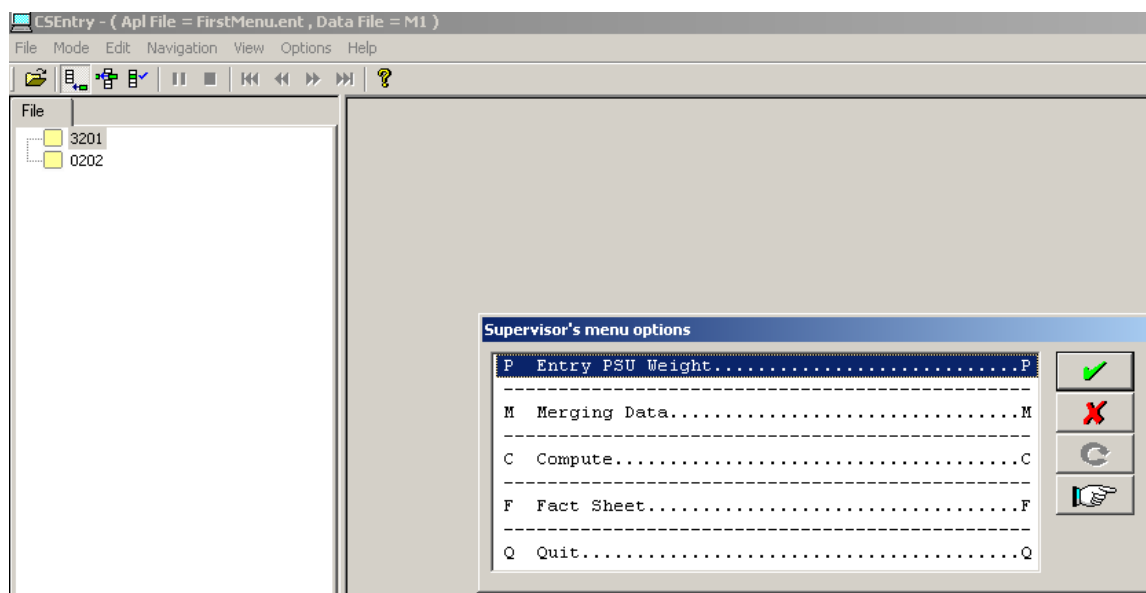 CSEntry - ( Apl File = FirstMenu.ent , Data File = M1 )
File Mode Edit Navigation View Options Help
File
3201
0202
Supervisor's menu options
P Entry PSU Weight............................P
M Merging Data................................M
C Compute.....................................C
F Fact Sheet..................................F
Q Quit........................................Q